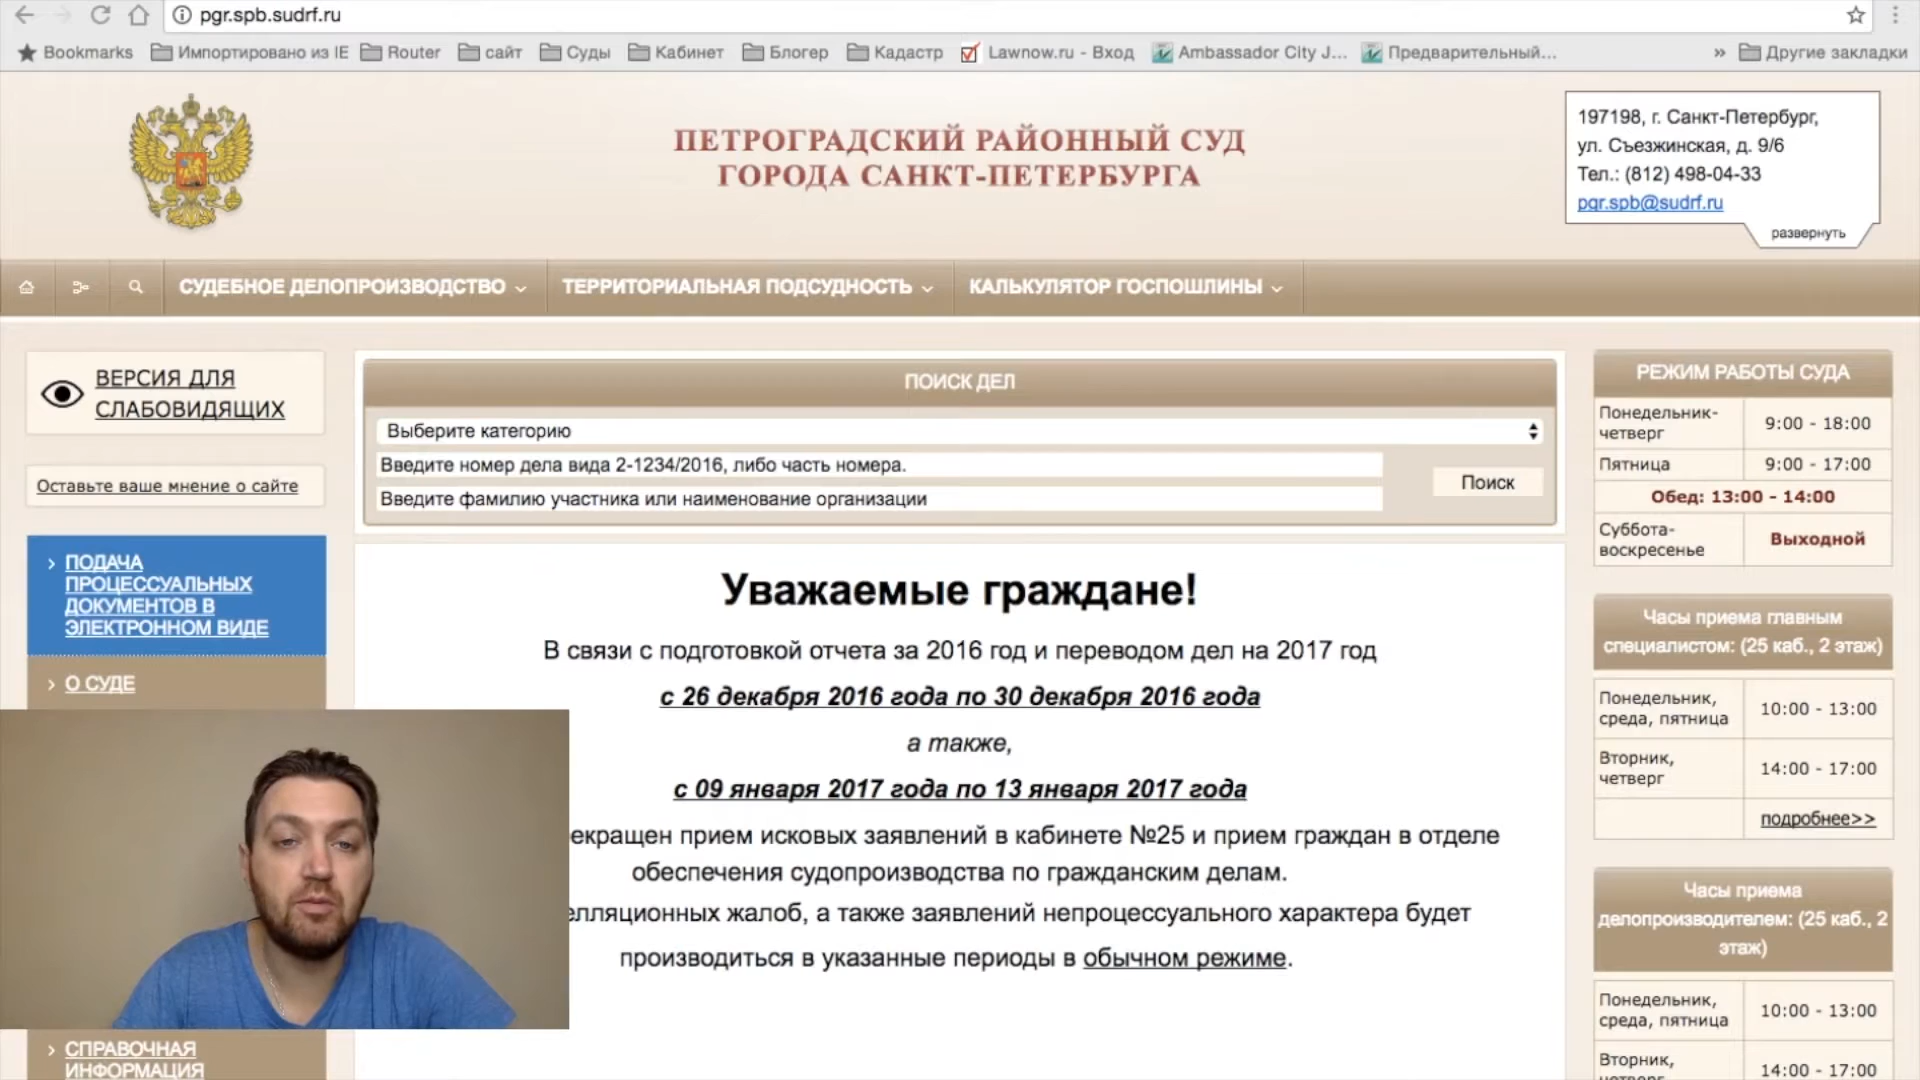 pgr.spb.sudrf.ru
Bookmarks Импортировано из IE Router сайт Суды Кабинет Блогер Кадастр Lawnow.ru - Вход Ambassador City J... Предварительный... » Другие закладки
ПЕТРОГРАДСКИЙ РАЙОННЫЙ СУД
ГОРОДА САНКТ-ПЕТЕРБУРГА
197198, г. Санкт-Петербург,
ул. Съезжинская, д. 9/6
Тел.: (812) 498-04-33
pgr.spb@sudrf.ru
развернуть
СУДЕБНОЕ ДЕЛОПРОИЗВОДСТВО ТЕРРИТОРИАЛЬНАЯ ПОДСУДНОСТЬ КАЛЬКУЛЯТОР ГОСПОШЛИНЫ
ВЕРСИЯ ДЛЯ
СЛАБОВИДЯЩИХ
Оставьте ваше мнение о сайте
ПОДАЧА
ПРОЦЕССУАЛЬНЫХ
ДОКУМЕНТОВ В
ЭЛЕКТРОННОМ ВИДЕ
О СУДЕ
СПРАВОЧНАЯ
ИНФОРМАЦИЯ
ПОИСК ДЕЛ
Выберите категорию
Введите номер дела вида 2-1234/2016, либо часть номера.
Введите фамилию участника или наименование организации
Поиск
Уважаемые граждане!
В связи с подготовкой отчета за 2016 год и переводом дел на 2017 год
с 26 декабря 2016 года по 30 декабря 2016 года
а также,
с 09 января 2017 года по 13 января 2017 года
екращен прием исковых заявлений в кабинете №25 и прием граждан в отделе
обеспечения судопроизводства по гражданским делам.
елляционных жалоб, а также заявлений непроцессуального характера будет
производиться в указанные периоды в обычном режиме.
РЕЖИМ РАБОТЫ СУДА
Понедельник-
четверг
9:00 - 18:00
Пятница 9:00 - 17:00
Обед: 13:00 - 14:00
Суббота-
воскресенье
Выходной
Часы приема главным
специалистом: (25 каб., 2 этаж)
Понедельник,
среда, пятница
10:00 - 13:00
Вторник,
четверг
14:00 - 17:00
подробнее>>
Часы приема
делопроизводителем: (25 каб., 2
этаж)
Понедельник,
среда, пятница
10:00 - 13:00
Вторник,
четверг
14:00 - 17:00